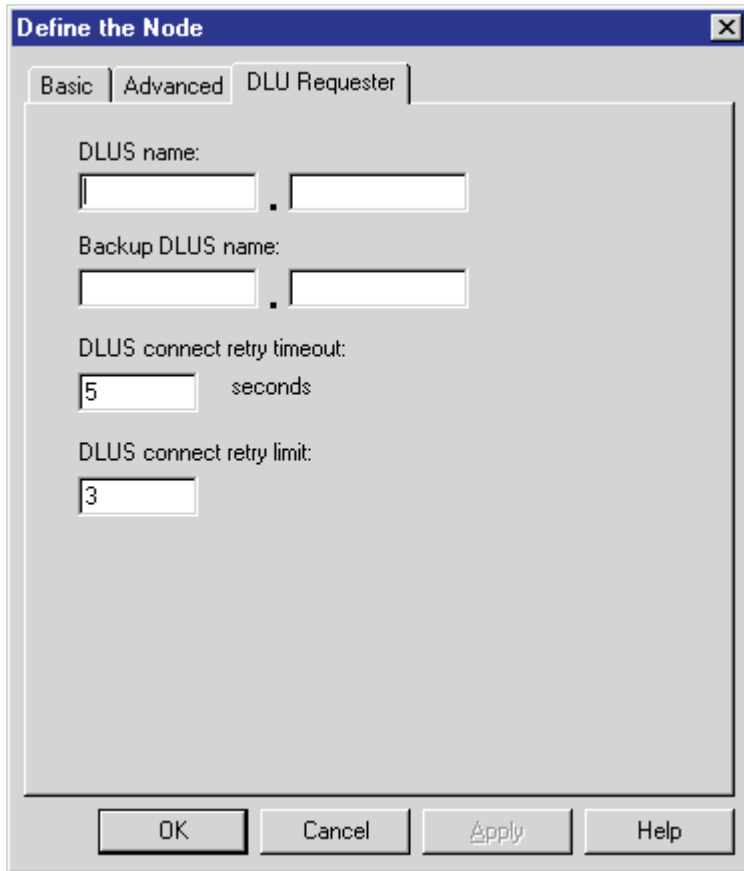 Define the Node
Basic Advanced DLU Requester
DLUS name:
.
Backup DLUS name:
.
DLUS connect retry timeout:
5 seconds
DLUS connect retry limit:
3
OK Cancel Apply Help